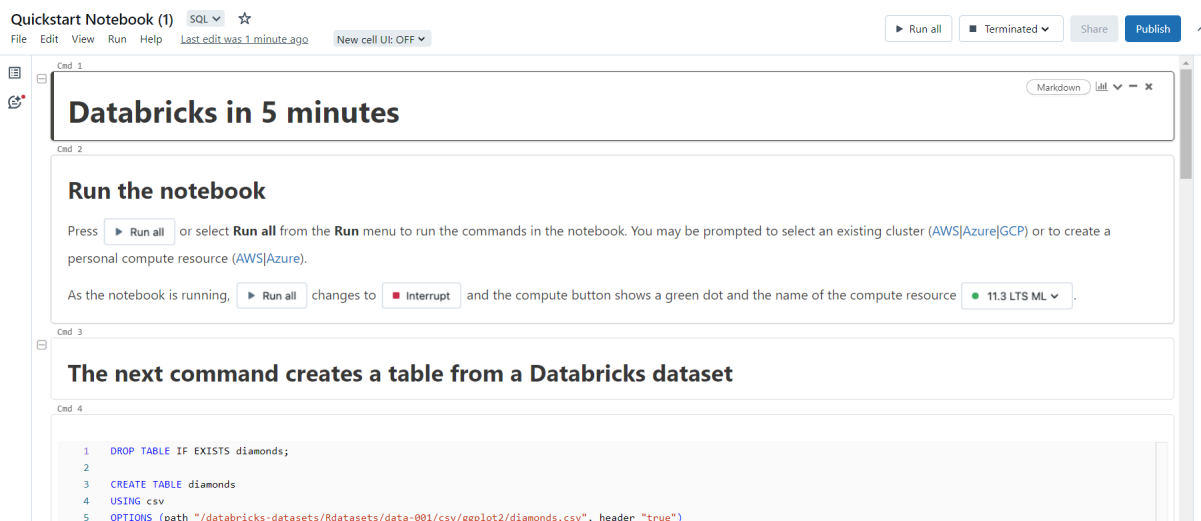 Quickstart Notebook (1) SQL
File Edit View Run Help Last edit was 1 minute ago New cell UI: OFF
Run all Terminated Share Publish
Cmd 1
Markdown
Databricks in 5 minutes
Cmd 2
Run the notebook
Press Run all or select Run all from the Run menu to run the commands in the notebook. You may be prompted to select an existing cluster (AWS|Azure|GCP) or to create a
personal compute resource (AWS|Azure).
As the notebook is running, Run all changes to Interrupt and the compute button shows a green dot and the name of the compute resource 11.3 LTS ML .
Cmd 3
The next command creates a table from a Databricks dataset
Cmd 4
1 DROP TABLE IF EXISTS diamonds;
2
3 CREATE TABLE diamonds
4 USING csv
5 OPTIONS (path "/databricks-datasets/Rdatasets/data-001/csv/ggplot2/diamonds.csv", header "true")